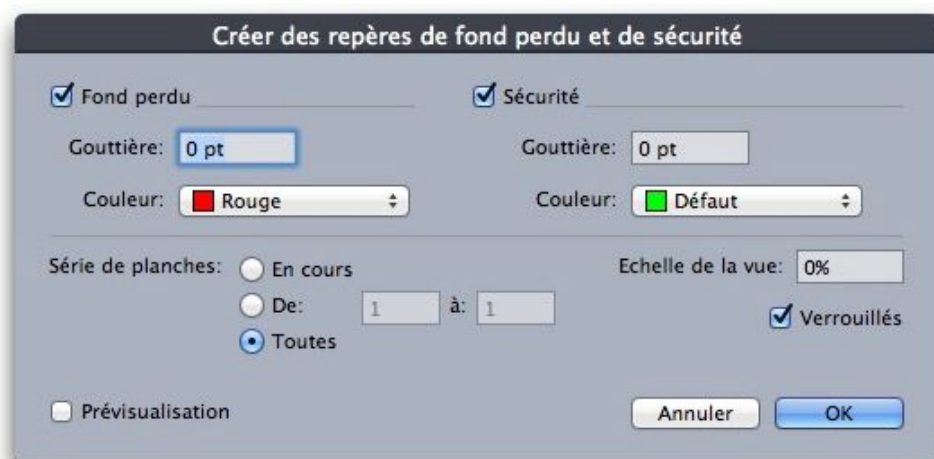 Créer des repères de fond perdu et de sécurité
Fond perdu
Sécurité
Gouttière: 0 pt
Gouttière: 0 pt
Couleur: Rouge
Couleur: Défaut
Série de planches: En cours
Echelle de la vue: 0%
De: 1 à: 1
Verrouillés
Toutes
Prévisualisation
Annuler
OK